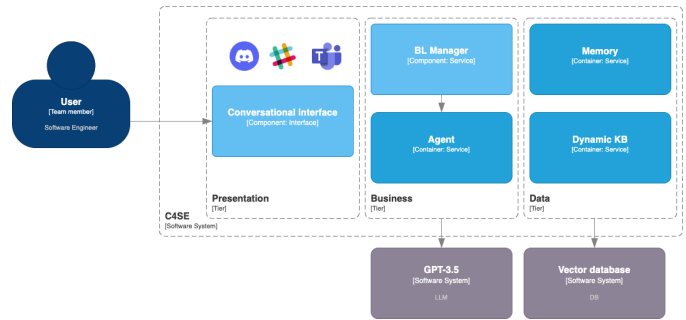 User
[Team member]
Software Engineer
Conversational Interface
[Component: Interface]
Presentation
[Tier]
BL Manager
[Component: Service]
Agent
[Container: Service]
Business
[Tier]
Memory
[Container: Service]
Dynamic KB
[Container: Service]
Data
[Tier]
C4SE
[Software System]
GPT-3.5
[Software System]
LLM
Vector database
[Software System]
DB